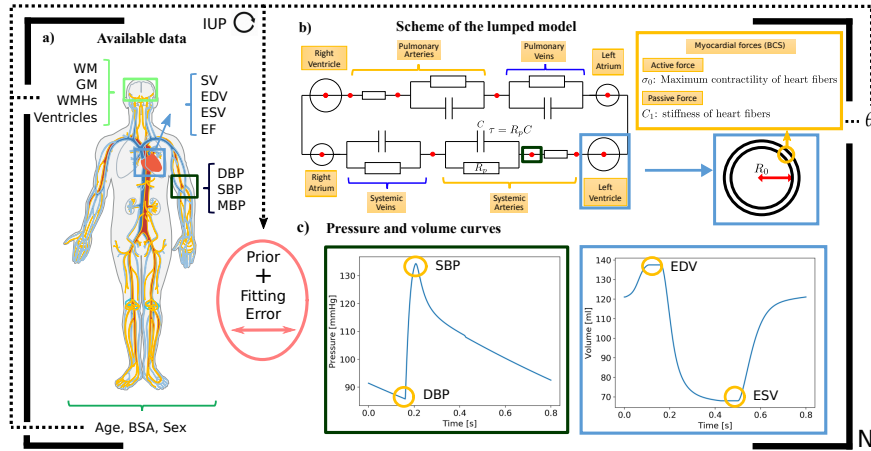 IUP
a) Available data
WM
GM
WMHs
Ventricles
SV
EDV
ESV
EF
DBP
SBP
MBP
Age, BSA, Sex
Prior
+
Fitting
Error
b) Scheme of the lumped model
Right
Ventricle
Pulmonary
Arteries
Pulmonary
Veins
Left
Atrium
C τ = RₚC
Rₚ
Right
Atrium
Systemic
Veins
Systemic
Arteries
Left
Ventricle
Myocardial forces (BCS)
Active force
σ₀: Maximum contractility of heart fibers
Passive Force
C₁: stiffness of heart fibers
R₀
θ
c) Pressure and volume curves
SBP
DBP
Pressure [mmHg]
130
120
110
100
90
0.0 0.2 0.4 0.6 0.8
Time [s]
EDV
ESV
Volume [ml]
140
130
120
110
100
90
80
70
0.0 0.2 0.4 0.6 0.8
Time [s]
N